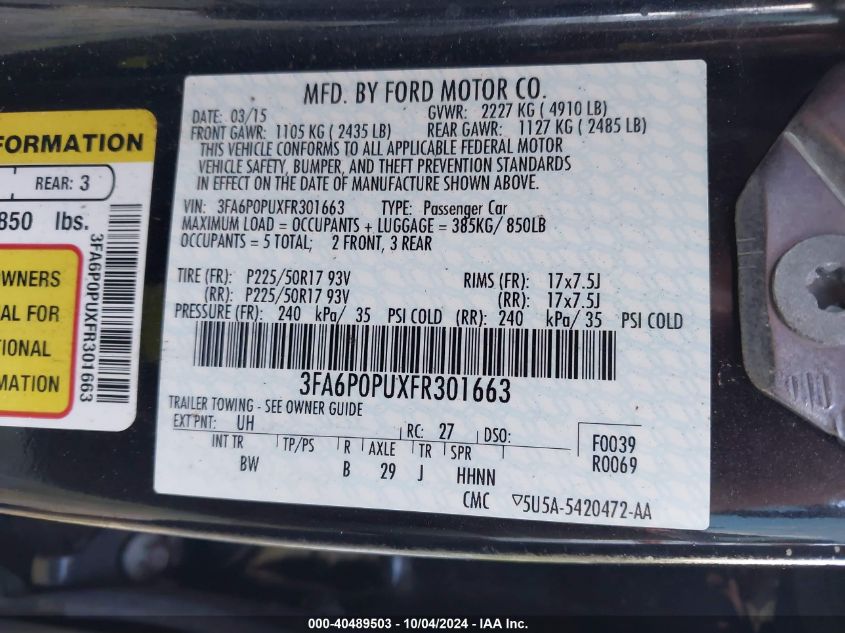 MFD. BY FORD MOTOR CO.
DATE: 03/15 GVWR: 2227 KG ( 4910 LB)
FRONT GAWR: 1105 KG ( 2435 LB) REAR GAWR: 1127 KG ( 2485 LB)
THIS VEHICLE CONFORMS TO ALL APPLICABLE FEDERAL MOTOR
VEHICLE SAFETY, BUMPER, AND THEFT PREVENTION STANDARDS
IN EFFECT ON THE DATE OF MANUFACTURE SHOWN ABOVE.
VIN: 3FA6P0PUXFR301663 TYPE: Passenger Car
MAXIMUM LOAD = OCCUPANTS + LUGGAGE = 385KG/ 850LB
OCCUPANTS = 5 TOTAL; 2 FRONT, 3 REAR
TIRE (FR): P225/50R17 93V RIMS (FR): 17x7.5J
(RR): P225/50R17 93V (RR): 17x7.5J
PRESSURE (FR): 240 kPa/ 35 PSI COLD (RR): 240 kPa/ 35 PSI COLD
3FA6P0PUXFR301663
TRAILER TOWING - SEE OWNER GUIDE
EXT PNT: UH RC: 27 DSO: F0039
INT TR TP/PS R AXLE TR SPR R0069
BW B 29 J HHNN
CMC ▽5U5A-5420472-AA
FORMATION
REAR: 3
850 lbs.
OWNERS
AL FOR
TIONAL
MATION
3FA6P0PUXFR301663
000-40489503 - 10/04/2024 - IAA Inc.